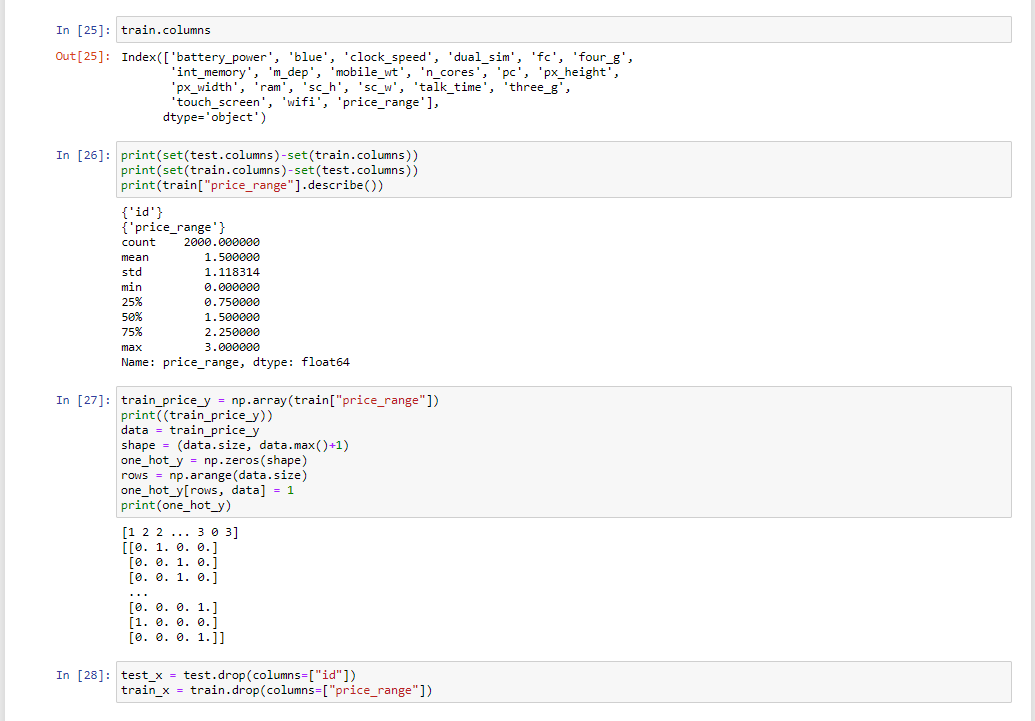 In [25]: train.columns
Out[25]: Index(['battery_power', 'blue', 'clock_speed', 'dual_sim', 'fc', 'four_g',
       'int_memory', 'm_dep', 'mobile_wt', 'n_cores', 'pc', 'px_height',
       'px_width', 'ram', 'sc_h', 'sc_w', 'talk_time', 'three_g',
       'touch_screen', 'wifi', 'price_range'],
      dtype='object')
In [26]: print(set(test.columns)-set(train.columns))
print(set(train.columns)-set(test.columns))
print(train["price_range"].describe())
{'id'}
{'price_range'}
count    2000.000000
mean        1.500000
std         1.118314
min         0.000000
25%         0.750000
50%         1.500000
75%         2.250000
max         3.000000
Name: price_range, dtype: float64
In [27]: train_price_y = np.array(train["price_range"])
print((train_price_y))
data = train_price_y
shape = (data.size, data.max()+1)
one_hot_y = np.zeros(shape)
rows = np.arange(data.size)
one_hot_y[rows, data] = 1
print(one_hot_y)
[1 2 2 ... 3 0 3]
[[0. 1. 0. 0.]
 [0. 0. 1. 0.]
 [0. 0. 1. 0.]
 ...
 [0. 0. 0. 1.]
 [1. 0. 0. 0.]
 [0. 0. 0. 1.]]
In [28]: test_x = test.drop(columns=["id"])
train_x = train.drop(columns=["price_range"])